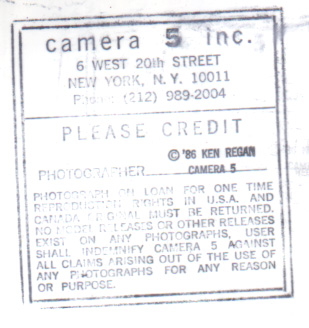 camera 5 inc.
6 WEST 20th STREET
NEW YORK, N.Y. 10011
Phone: (212) 989-2004
PLEASE CREDIT
© '86 KEN REGAN
PHOTOGRAPHER CAMERA 5
PHOTOGRAPH ON LOAN FOR ONE TIME
REPRODUCTION RIGHTS IN U.S.A. AND
CANADA ORIGINAL MUST BE RETURNED.
NO MODEL RELEASES OR OTHER RELEASES
EXIST ON ANY PHOTOGRAPHS, USER
SHALL INDEMNIFY CAMERA 5 AGAINST
ALL CLAIMS ARISING OUT OF THE USE OF
ANY PHOTOGRAPHS FOR ANY REASON
OR PURPOSE.